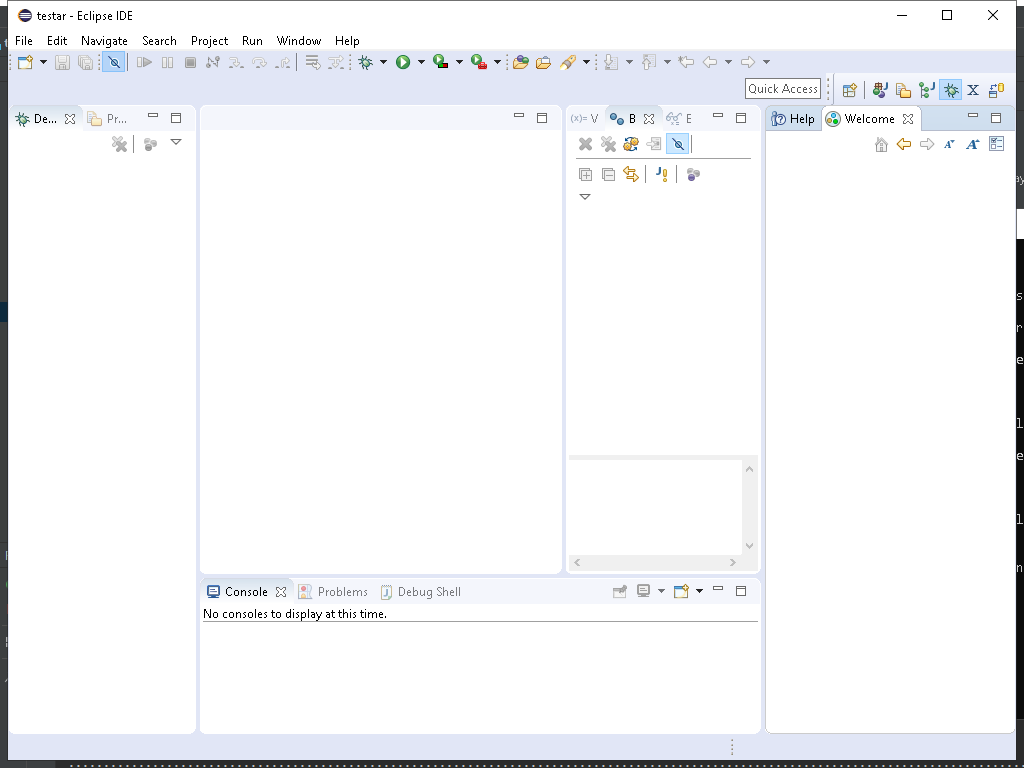 testar - Eclipse IDE
File Edit Navigate Search Project Run Window Help
Quick Access
De... Pr... (x)= V B E Help Welcome
Console Problems Debug Shell
No consoles to display at this time.